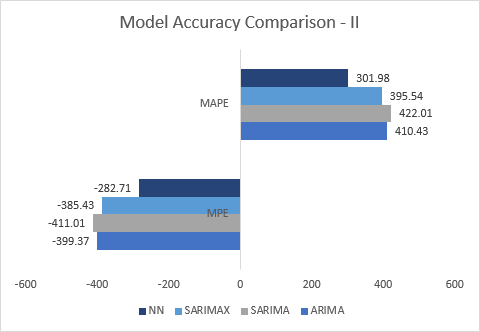 Model Accuracy Comparison - II
301.98
395.54
MAPE
422.01
410.43
-282.71
-385.43
MPE
-411.01
-399.37
-600 -400 -200 0 200 400 600
NN SARIMAX SARIMA ARIMA